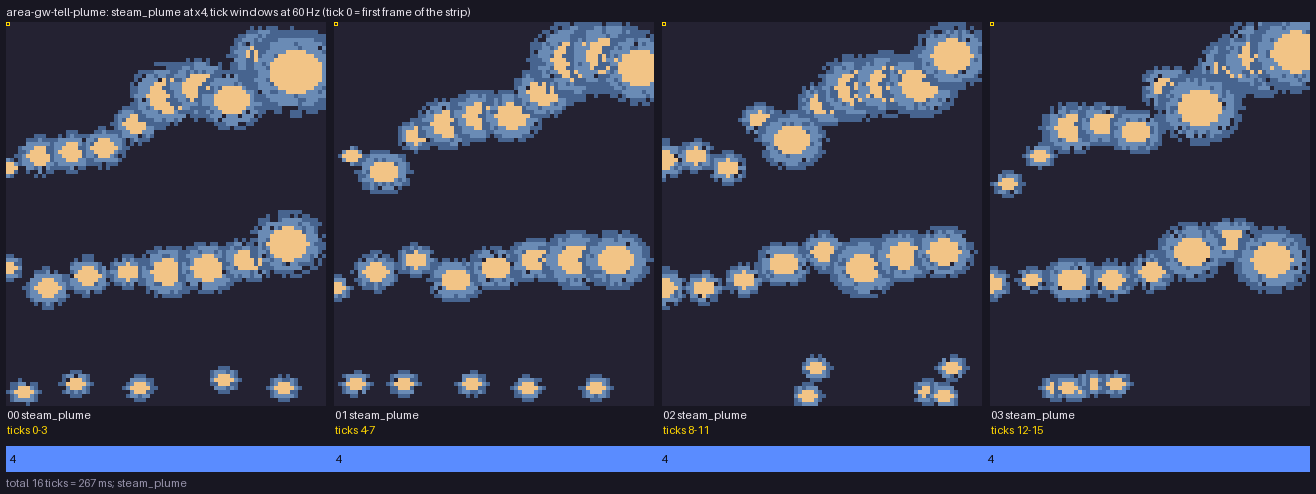 area-gw-tell-plume: steam_plume at x4, tick windows at 60 Hz (tick 0 = first frame of the strip)
00 steam_plume
ticks 0-3
01 steam_plume
ticks 4-7
02 steam_plume
ticks 8-11
03 steam_plume
ticks 12-15
4
4
4
4
total 16 ticks = 267 ms; steam_plume